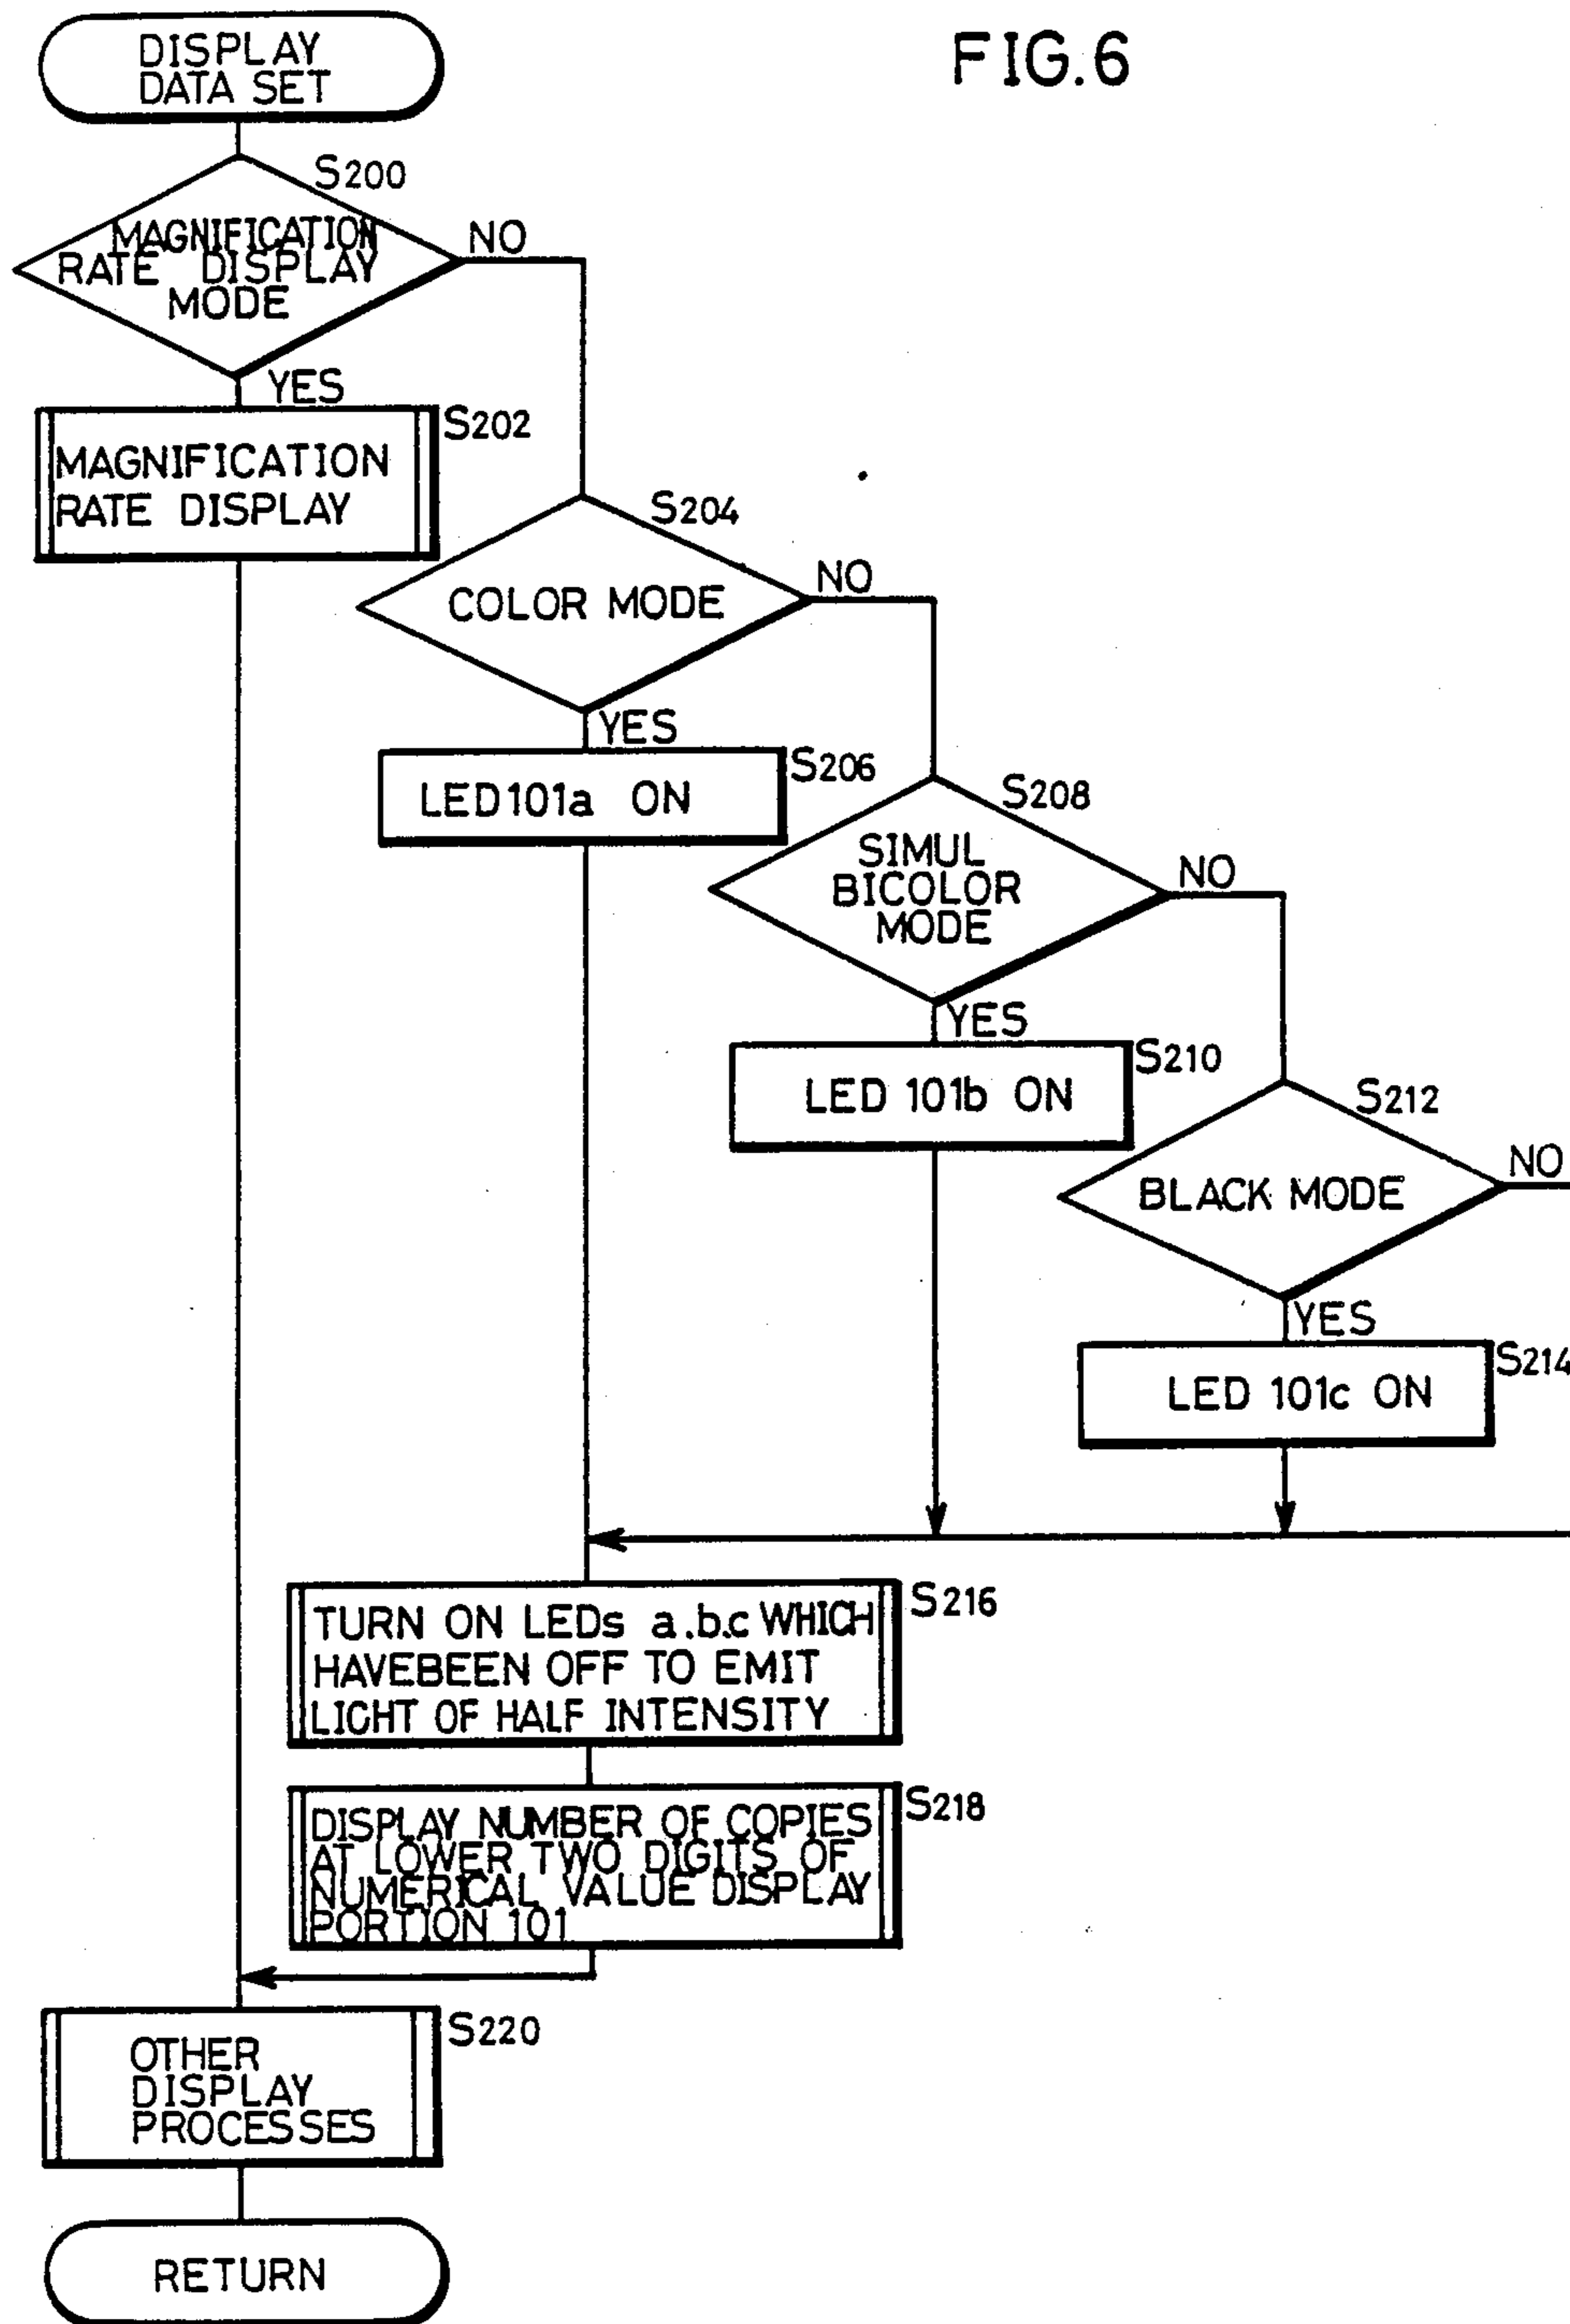 FIG.6
DISPLAY
DATA SET
S200
MAGNIFICATION
RATE DISPLAY
MODE
NO
YES
S202
MAGNIFICATION
RATE DISPLAY
S204
COLOR MODE
NO
YES
S206
LED101a ON
S208
SIMUL
BICOLOR
MODE
NO
YES
S210
LED 101b ON
S212
BLACK MODE
NO
YES
S214
LED 101c ON
S216
TURN ON LEDs a.b.c WHICH
HAVEBEEN OFF TO EMIT
LIGHT OF HALF INTENSITY
S218
DISPLAY NUMBER OF COPIES
AT LOWER TWO DIGITS OF
NUMERICAL VALUE DISPLAY
PORTION 101
S220
OTHER
DISPLAY
PROCESSES
RETURN